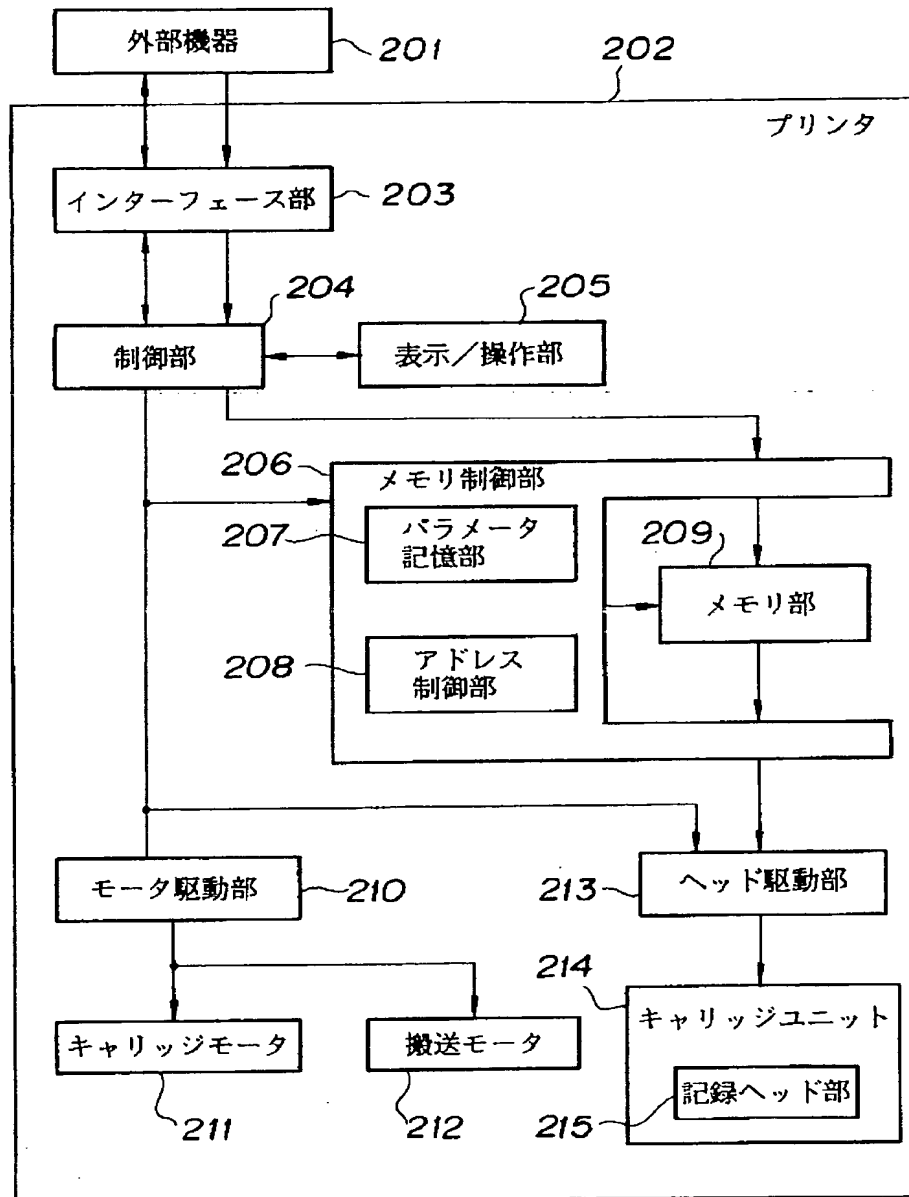 外部機器
201
202
プリンタ
インターフェース部
203
204
205
制御部
表示／操作部
206
メモリ制御部
207
パラメータ
記憶部
209
メモリ部
208
アドレス
制御部
モータ駆動部
210
213
ヘッド駆動部
214
キャリッジモータ
搬送モータ
キャリッジユニット
211
212
215
記録ヘッド部